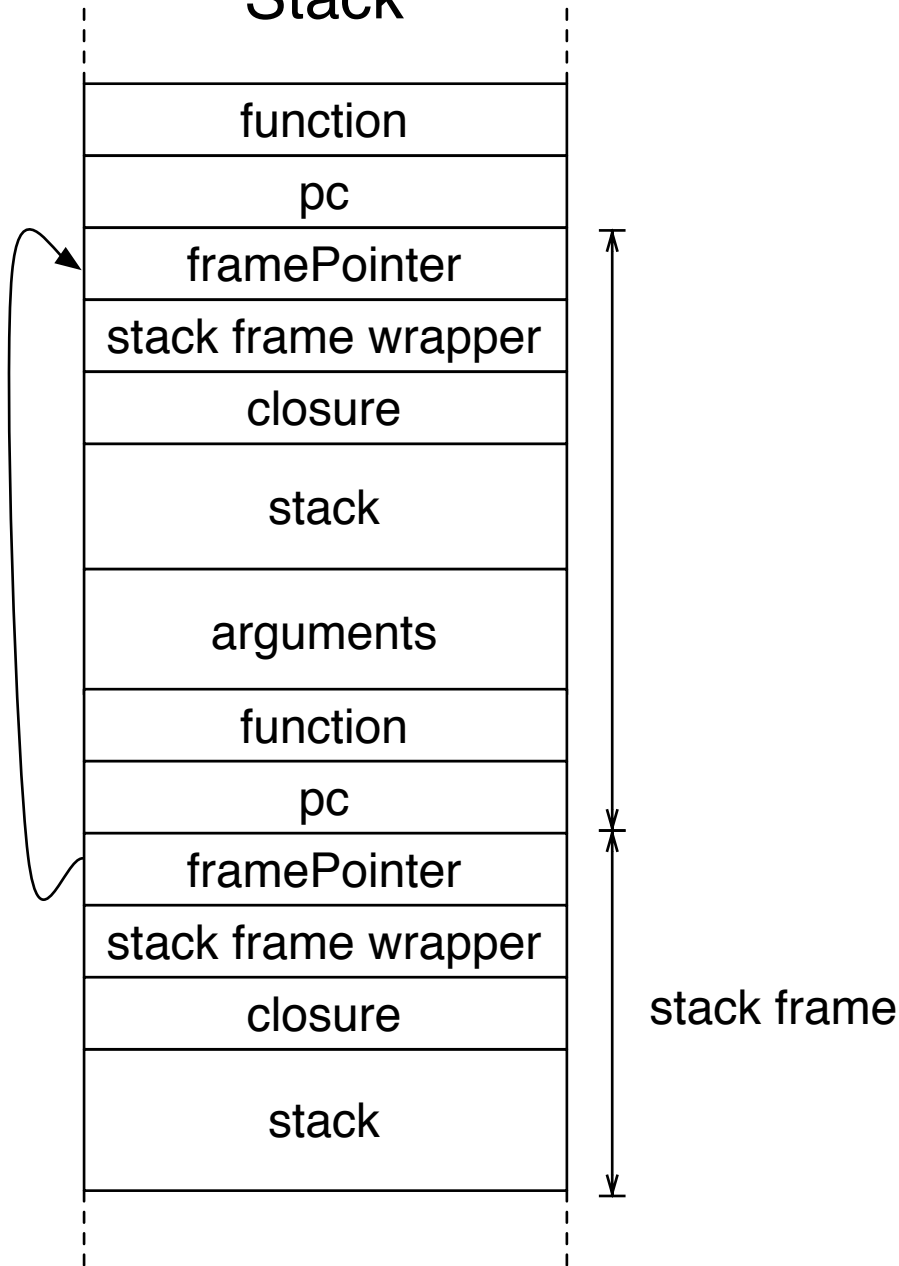 Stack
function
pc
framePointer
stack frame wrapper
closure
stack
arguments
function
pc
framePointer
stack frame wrapper
closure
stack frame
stack